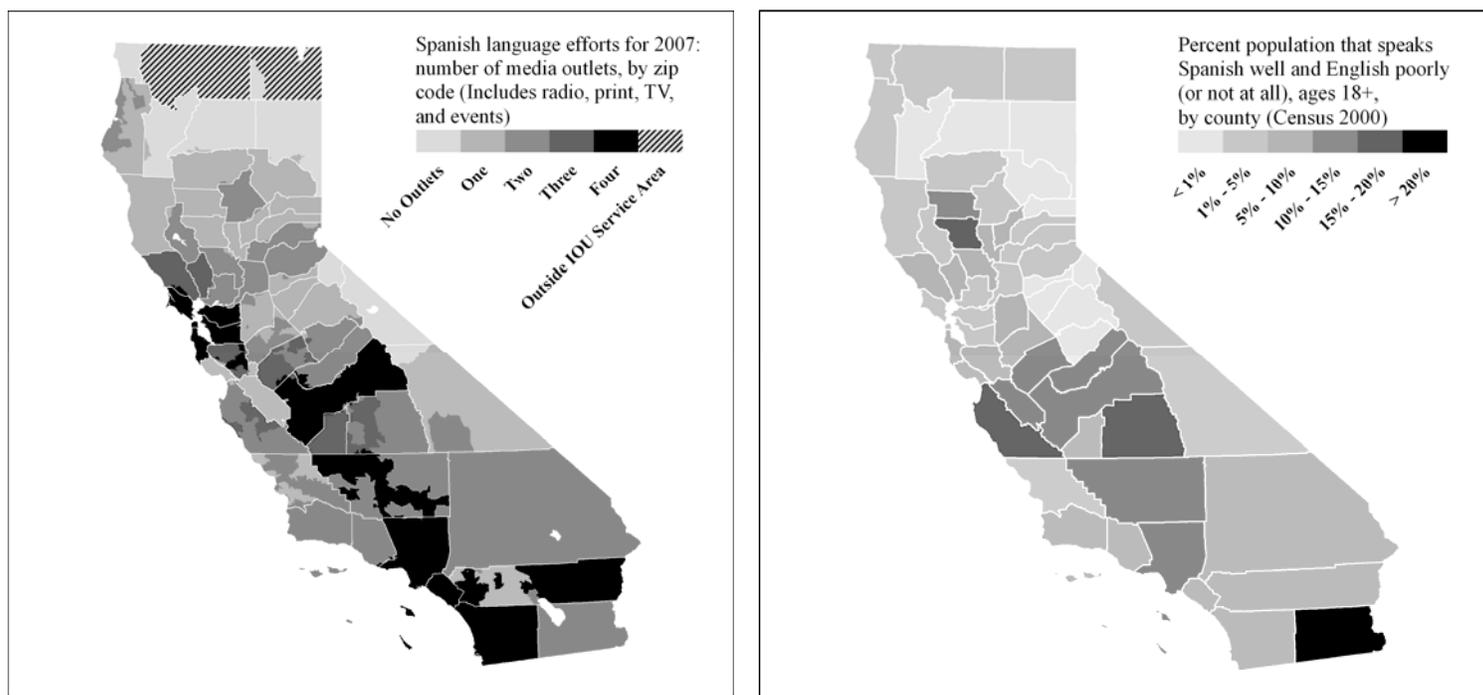 Spanish language efforts for 2007:
number of media outlets, by zip
code (Includes radio, print, TV,
and events)
No Outlets
One
Two
Three
Four
Outside IOU Service Area
Percent population that speaks
Spanish well and English poorly
(or not at all), ages 18+,
by county (Census 2000)
< 1%
1% - 5%
5% - 10%
10% - 15%
15% - 20%
> 20%